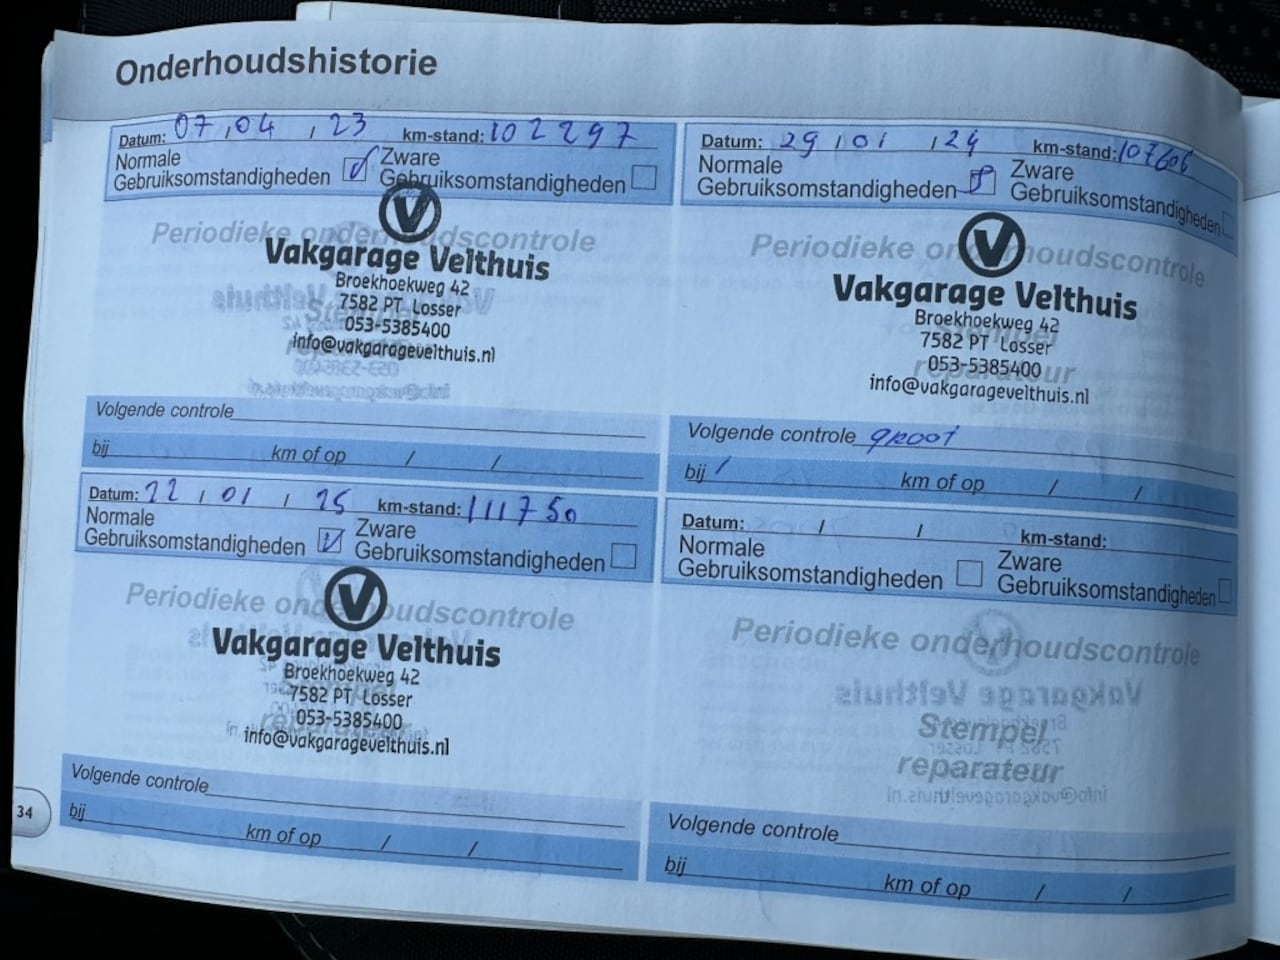 Onderhoudshistorie
Datum: 07, 04, 23 km-stand: 102297
Normale
Gebruiksomstandigheden
Zware
Gebruiksomstandigheden
Periodieke onderhoudscontrole
Vakgarage Velthuis
Broekhoekweg 42
7582 PT Losser
053-5385400
info@vakgaragevelthuis.nl
Volgende controle
bij km of op / /
Datum: 29 / 01 / 24 km-stand: 107606
Normale
Gebruiksomstandigheden
Zware
Gebruiksomstandigheden
Periodieke onderhoudscontrole
Vakgarage Velthuis
Broekhoekweg 42
7582 PT Losser
053-5385400
info@vakgaragevelthuis.nl
Stempel
reparateur
Volgende controle groot
bij / km of op / /
Datum: 22 / 01 / 25 km-stand: 111750
Normale
Gebruiksomstandigheden
Zware
Gebruiksomstandigheden
Periodieke onderhoudscontrole
Vakgarage Velthuis
Broekhoekweg 42
7582 PT Losser
053-5385400
info@vakgaragevelthuis.nl
Volgende controle
bij km of op / /
Datum: / / km-stand:
Normale
Gebruiksomstandigheden
Zware
Gebruiksomstandigheden
Periodieke onderhoudscontrole
Stempel
reparateur
Volgende controle
bij km of op / /
34